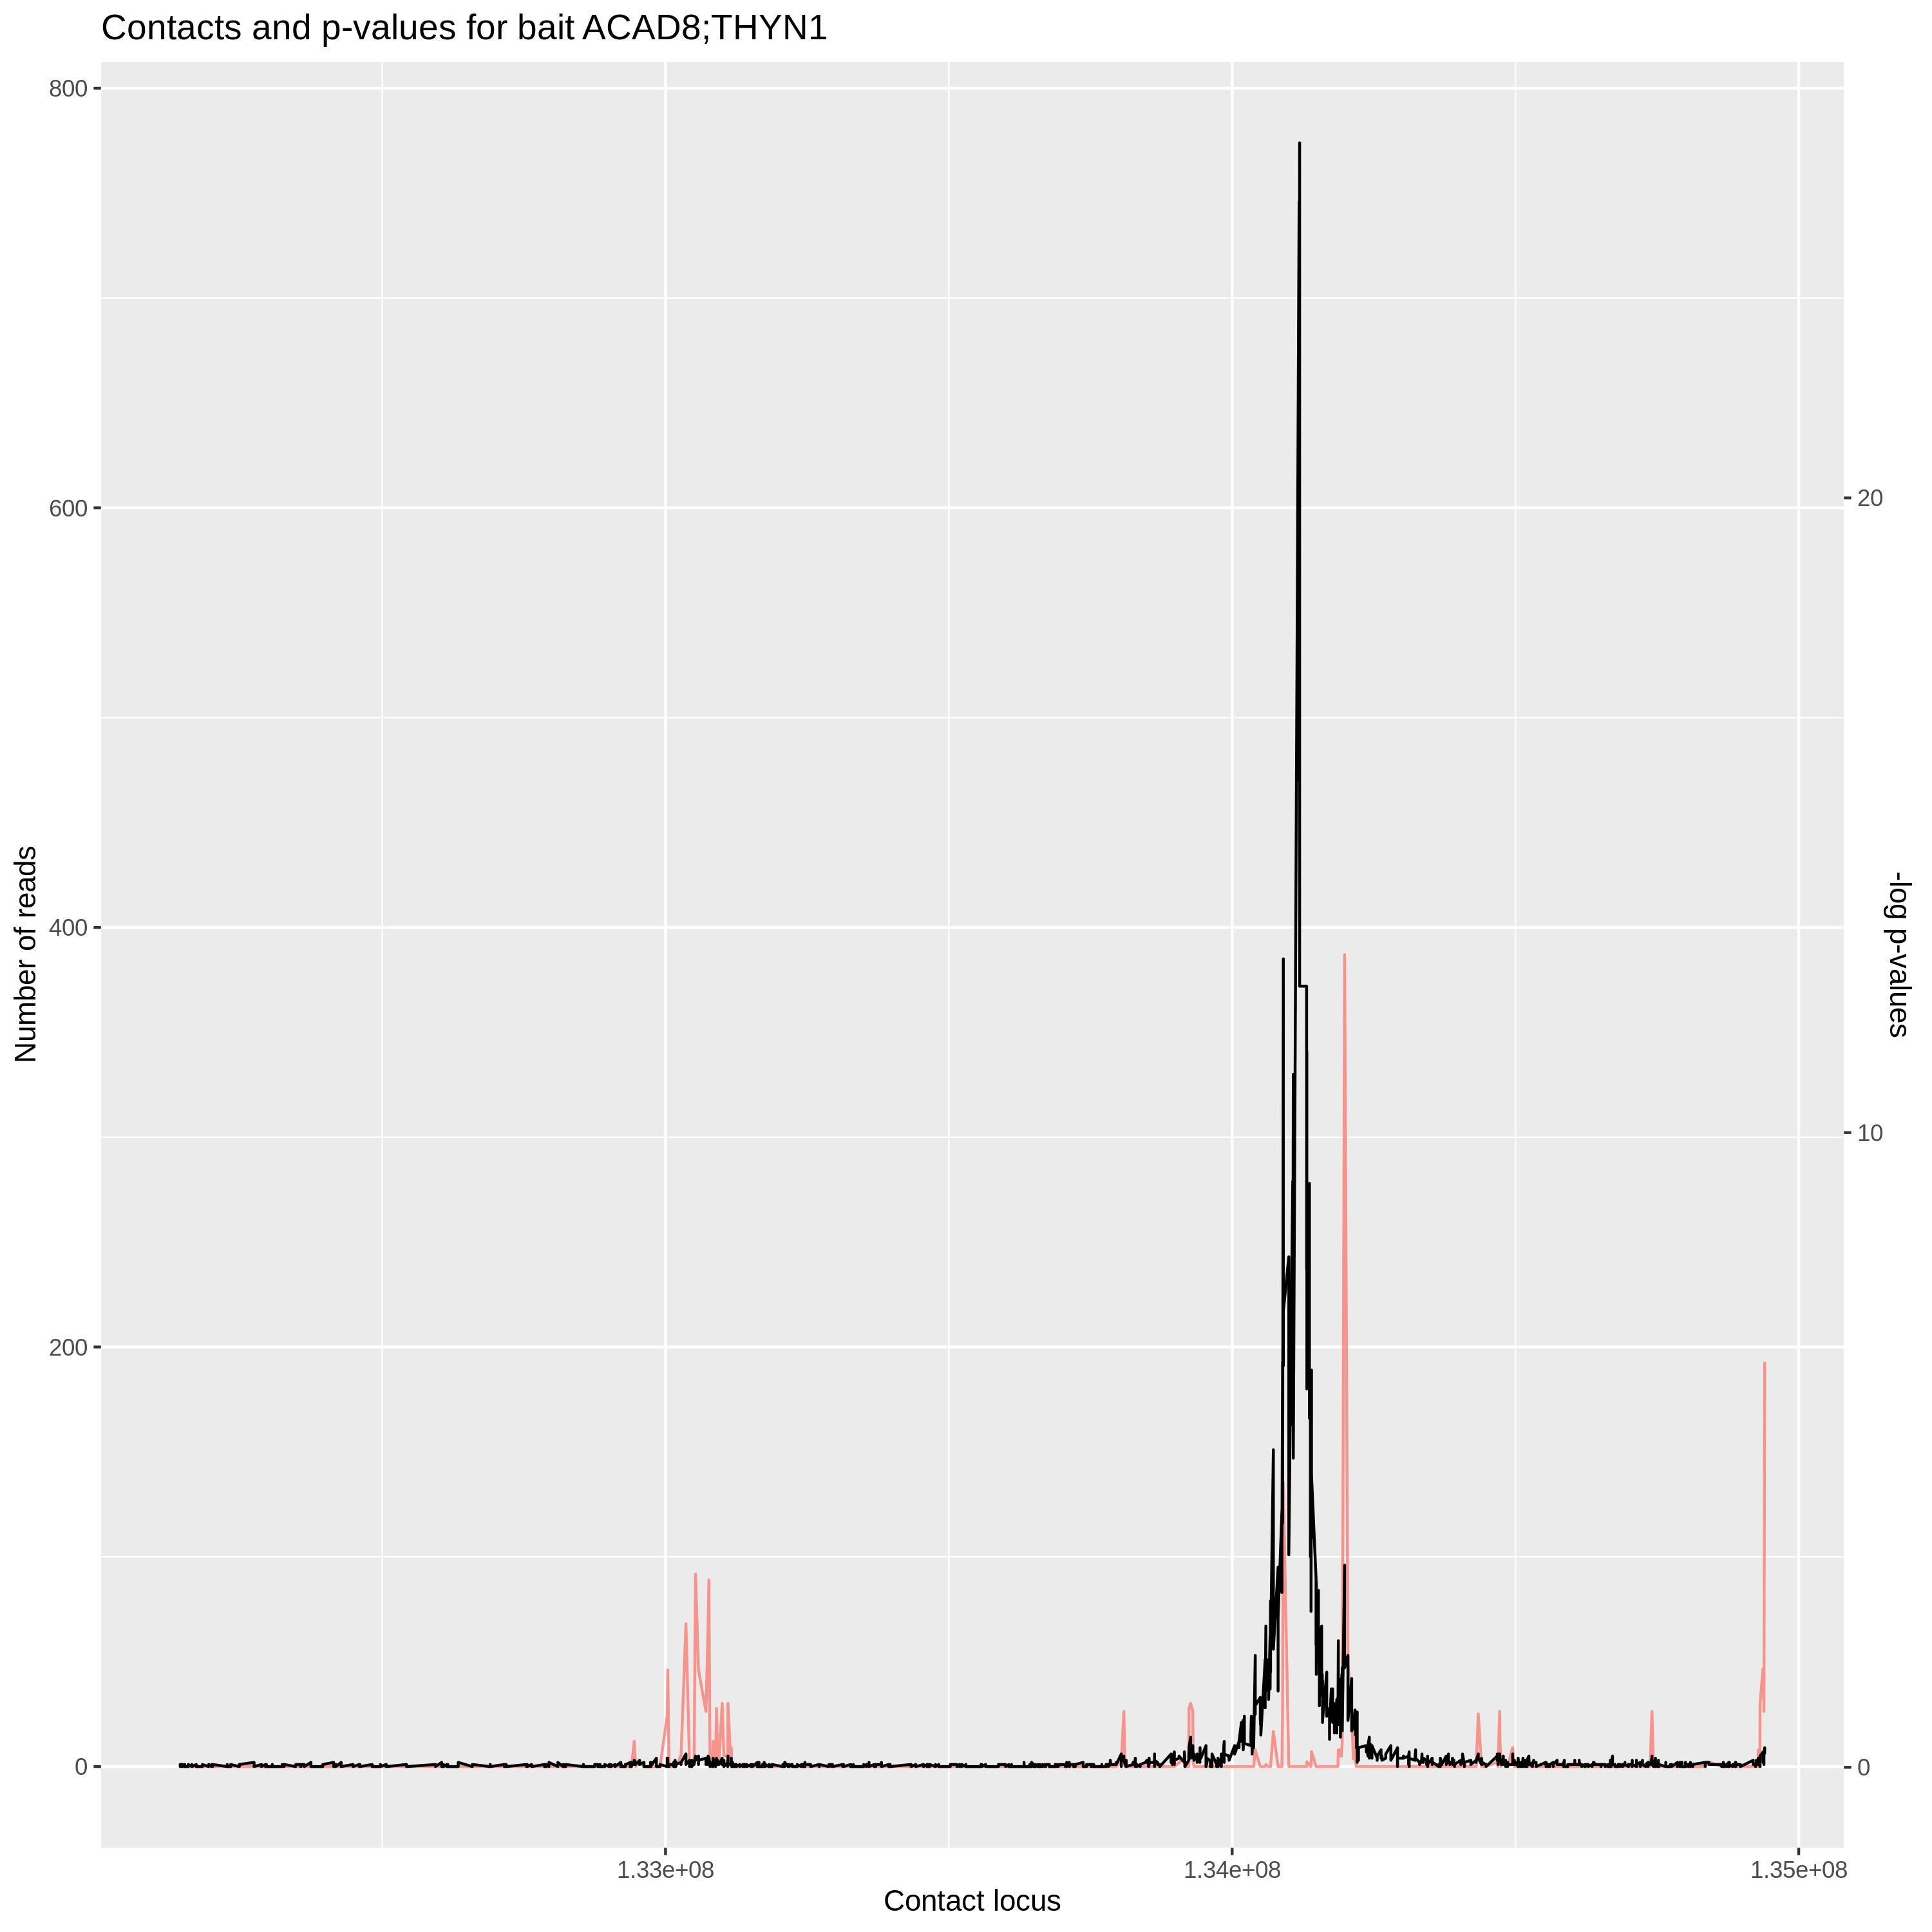 Contacts and p-values for bait ACAD8;THYN1
800
600
400
200
0
Number of reads
20
10
0
-log p-values
1.33e+08
1.34e+08
1.35e+08
Contact locus